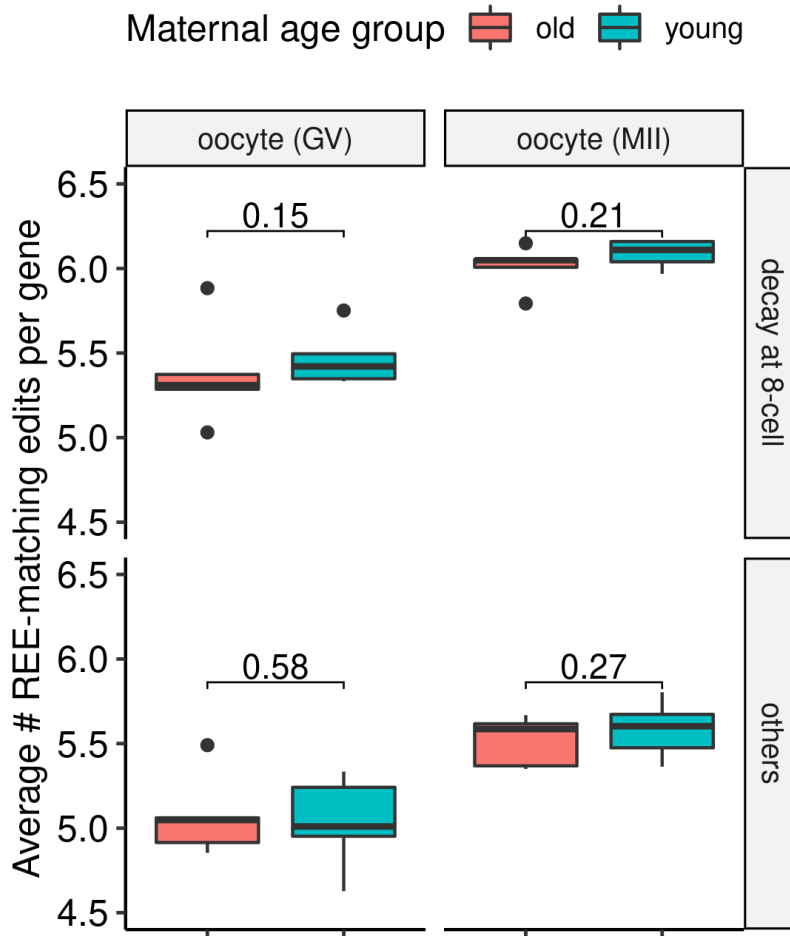 Maternal age group old young
oocyte (GV) oocyte (MII)
Average # REE-matching edits per gene
6.5
6.0
5.5
5.0
4.5
0.15 0.21
decay at 8-cell
6.5
6.0
5.5
5.0
4.5
0.58 0.27
others